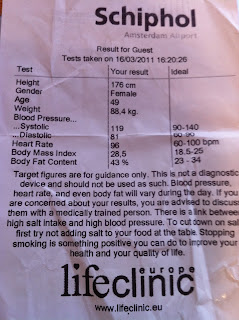 Schiphol
Amsterdam Airport
Result for Guest
Tests taken on 16/03/2011 16:20:26
Test Your result Ideal
Height 176 cm
Gender Female
Age 49
Weight 88,4 kg.
Blood Pressure...
...Systolic 119 90-140
...Diastolic 81 60-90
Heart Rate 96 60-100 bpm
Body Mass Index 28,5 18.5-25
Body Fat Content 43 % 23 - 34
Target figures are for guidance only. This is not a diagnostic
device and should not be used as such. Blood pressure,
heart rate, and even body fat will vary during the day. If you
are concerned about your results, you are advised to discuss
them with a medically trained person. There is a link between
high salt intake and high blood pressure. To cut down on salt
first try not adding salt to your food at the table. Stopping
smoking is something positive you can do to improve your
health and your quality of life.
europe
lifeclinic
www.lifeclinic.eu